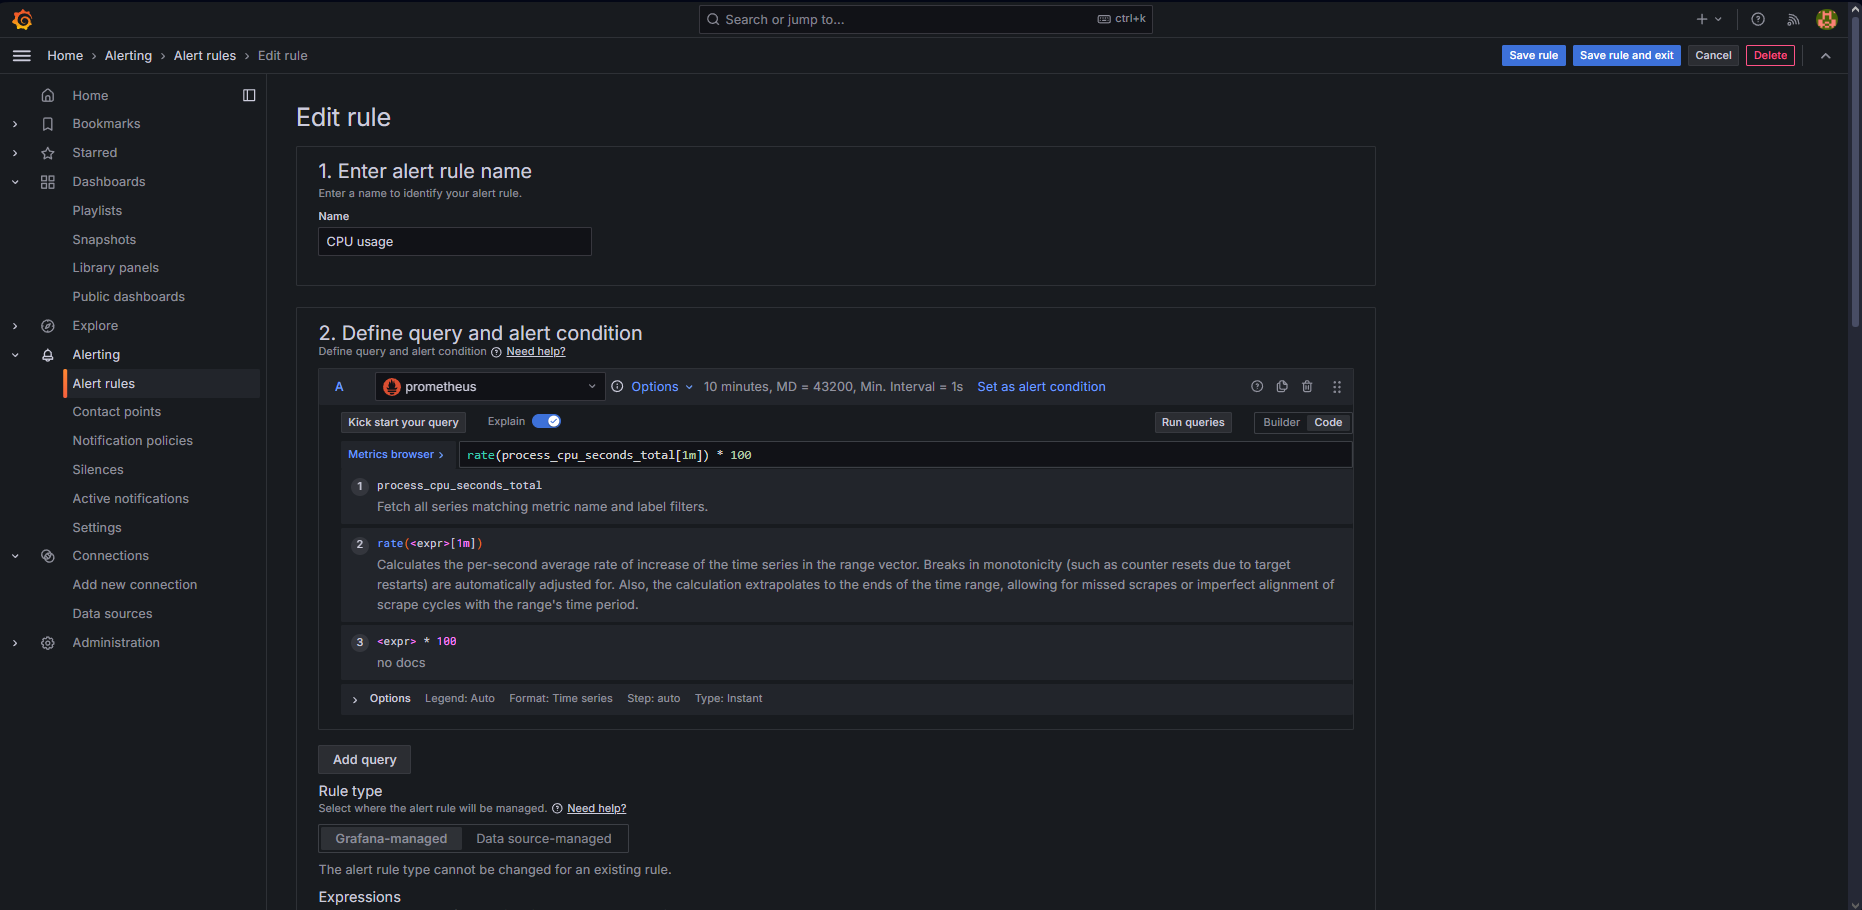 Search or jump to... ctrl+k
Home › Alerting › Alert rules › Edit rule
Save rule Save rule and exit Cancel Delete
Home
Bookmarks
Starred
Dashboards
Playlists
Snapshots
Library panels
Public dashboards
Explore
Alerting
Alert rules
Contact points
Notification policies
Silences
Active notifications
Settings
Connections
Add new connection
Data sources
Administration
Edit rule
1. Enter alert rule name
Enter a name to identify your alert rule.
Name
CPU usage
2. Define query and alert condition
Define query and alert condition Need help?
A prometheus Options 10 minutes, MD = 43200, Min. Interval = 1s Set as alert condition
Kick start your query Explain Run queries Builder Code
Metrics browser › rate(process_cpu_seconds_total[1m]) * 100
1 process_cpu_seconds_total
Fetch all series matching metric name and label filters.
2 rate(<expr>[1m])
Calculates the per-second average rate of increase of the time series in the range vector. Breaks in monotonicity (such as counter resets due to target
restarts) are automatically adjusted for. Also, the calculation extrapolates to the ends of the time range, allowing for missed scrapes or imperfect alignment of
scrape cycles with the range's time period.
3 <expr> * 100
no docs
Options Legend: Auto Format: Time series Step: auto Type: Instant
Add query
Rule type
Select where the alert rule will be managed. Need help?
Grafana-managed Data source-managed
The alert rule type cannot be changed for an existing rule.
Expressions